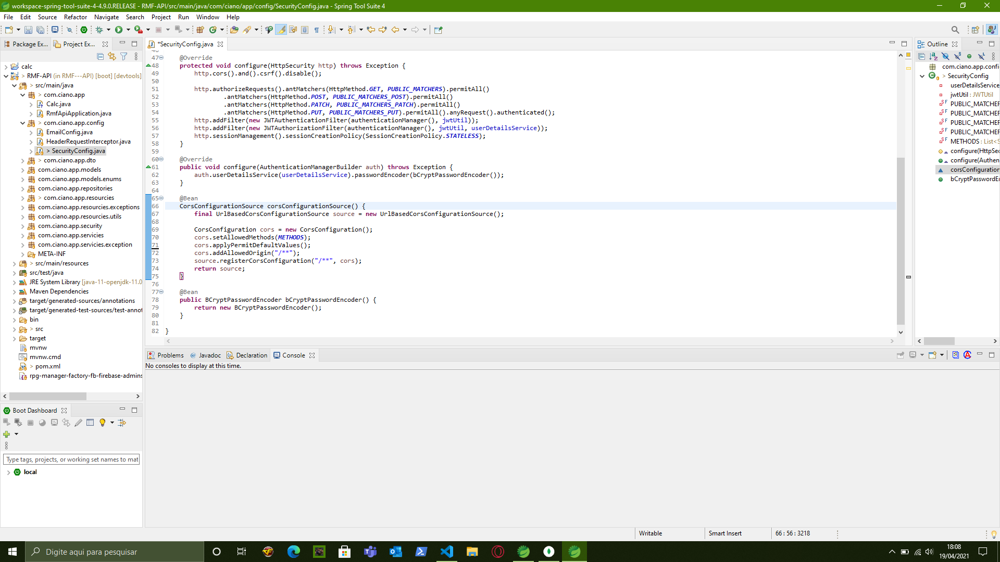 workspace-spring-tool-suite-4-4.9.0.RELEASE - RMF-API/src/main/java/com/ciano/app/config/SecurityConfig.java - Spring Tool Suite 4
File Edit Source Refactor Navigate Search Project Run Window Help
Package Ex... Project Ex...
calc
> RMF-API (in RMF---API) [boot] [devtools]
> src/main/java
> com.ciano.app
Calc.java
RmfApiApplication.java
> com.ciano.app.config
EmailConfig.java
HeaderRequestInterceptor.java
> SecurityConfig.java
> com.ciano.app.dto
com.ciano.app.models
com.ciano.app.models.enums
com.ciano.app.repositories
> com.ciano.app.resources
com.ciano.app.resources.exceptions
com.ciano.app.resources.utils
com.ciano.app.security
com.ciano.app.servicies
com.ciano.app.servicies.exception
META-INF
> src/main/resources
src/test/java
JRE System Library [java-11-openjdk-11.0
Maven Dependencies
target/generated-sources/annotations
target/generated-test-sources/test-annot
bin
> src
target
mvnw
mvnw.cmd
> pom.xml
rpg-manager-factory-fb-firebase-admins
Boot Dashboard
Type tags, projects, or working set names to mat
local
*SecurityConfig.java
47 @Override
48 protected void configure(HttpSecurity http) throws Exception {
49 http.cors().and().csrf().disable();
50
51 http.authorizeRequests().antMatchers(HttpMethod.GET, PUBLIC_MATCHERS).permitAll()
52 .antMatchers(HttpMethod.POST, PUBLIC_MATCHERS_POST).permitAll()
53 .antMatchers(HttpMethod.PATCH, PUBLIC_MATCHERS_PATCH).permitAll()
54 .antMatchers(HttpMethod.PUT, PUBLIC_MATCHERS_PUT).permitAll().anyRequest().authenticated();
55 http.addFilter(new JWTAuthenticationFilter(authenticationManager(), jwtUtil));
56 http.addFilter(new JWTAuthorizationFilter(authenticationManager(), jwtUtil, userDetailsService));
57 http.sessionManagement().sessionCreationPolicy(SessionCreationPolicy.STATELESS);
58 }
59
60 @Override
61 public void configure(AuthenticationManagerBuilder auth) throws Exception {
62 auth.userDetailsService(userDetailsService).passwordEncoder(bCryptPasswordEncoder());
63 }
64
65 @Bean
66 CorsConfigurationSource corsConfigurationSource() {
67 final UrlBasedCorsConfigurationSource source = new UrlBasedCorsConfigurationSource();
68
69 CorsConfiguration cors = new CorsConfiguration();
70 cors.setAllowedMethods(METHODS);
71 cors.applyPermitDefaultValues();
72 cors.addAllowedOrigin("/**");
73 source.registerCorsConfiguration("/**", cors);
74 return source;
75 }
76
77 @Bean
78 public BCryptPasswordEncoder bCryptPasswordEncoder() {
79 return new BCryptPasswordEncoder();
80 }
81
82 }
Problems @ Javadoc Declaration Console
No consoles to display at this time.
Outline
com.ciano.app.confi
> SecurityConfig
userDetailsService
jwtUtil : JWTUtil
PUBLIC_MATCHER
PUBLIC_MATCHER
PUBLIC_MATCHER
PUBLIC_MATCHER
METHODS : List<S
configure(HttpSec
configure(Authen
corsConfiguration
bCryptPasswordE
Writable Smart Insert 66 : 56 : 3218
Digite aqui para pesquisar
18:08
19/04/2021